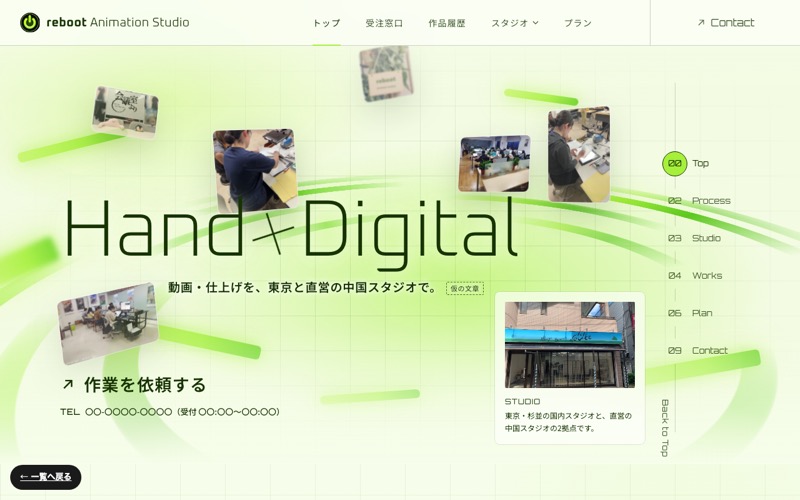 reboot Animation Studio
トップ
受注窓口
作品履歴
スタジオ
プラン
↗ Contact
reboot
00 Top
02 Process
03 Studio
04 Works
06 Plan
09 Contact
Hand×Digital
動画・仕上げを、東京と直営の中国スタジオで。
仮の文章
STUDIO
東京・杉並の国内スタジオと、直営の
中国スタジオの2拠点です。
↗ 作業を依頼する
TEL 00-0000-0000（受付 00:00〜00:00）
Back to Top
← 一覧へ戻る